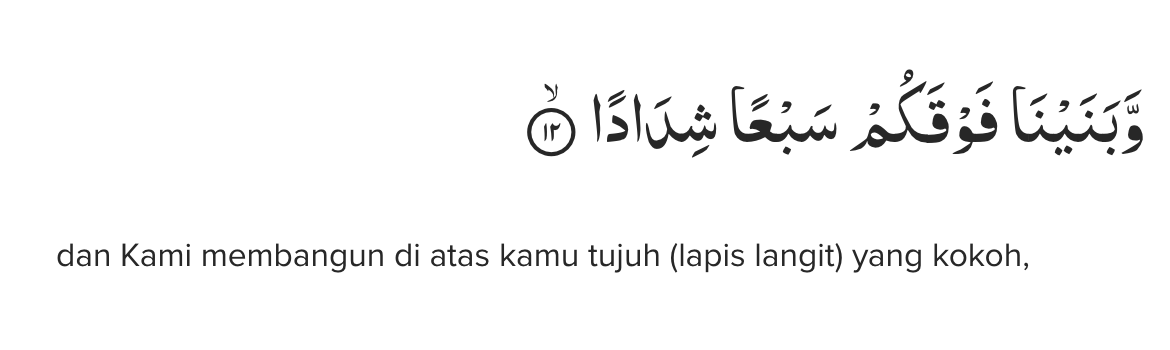 وَّبَنَيْنَا فَوْقَكُمْ سَبْعًا شِدَادًا ۙ ١٢
dan Kami membangun di atas kamu tujuh (lapis langit) yang kokoh,